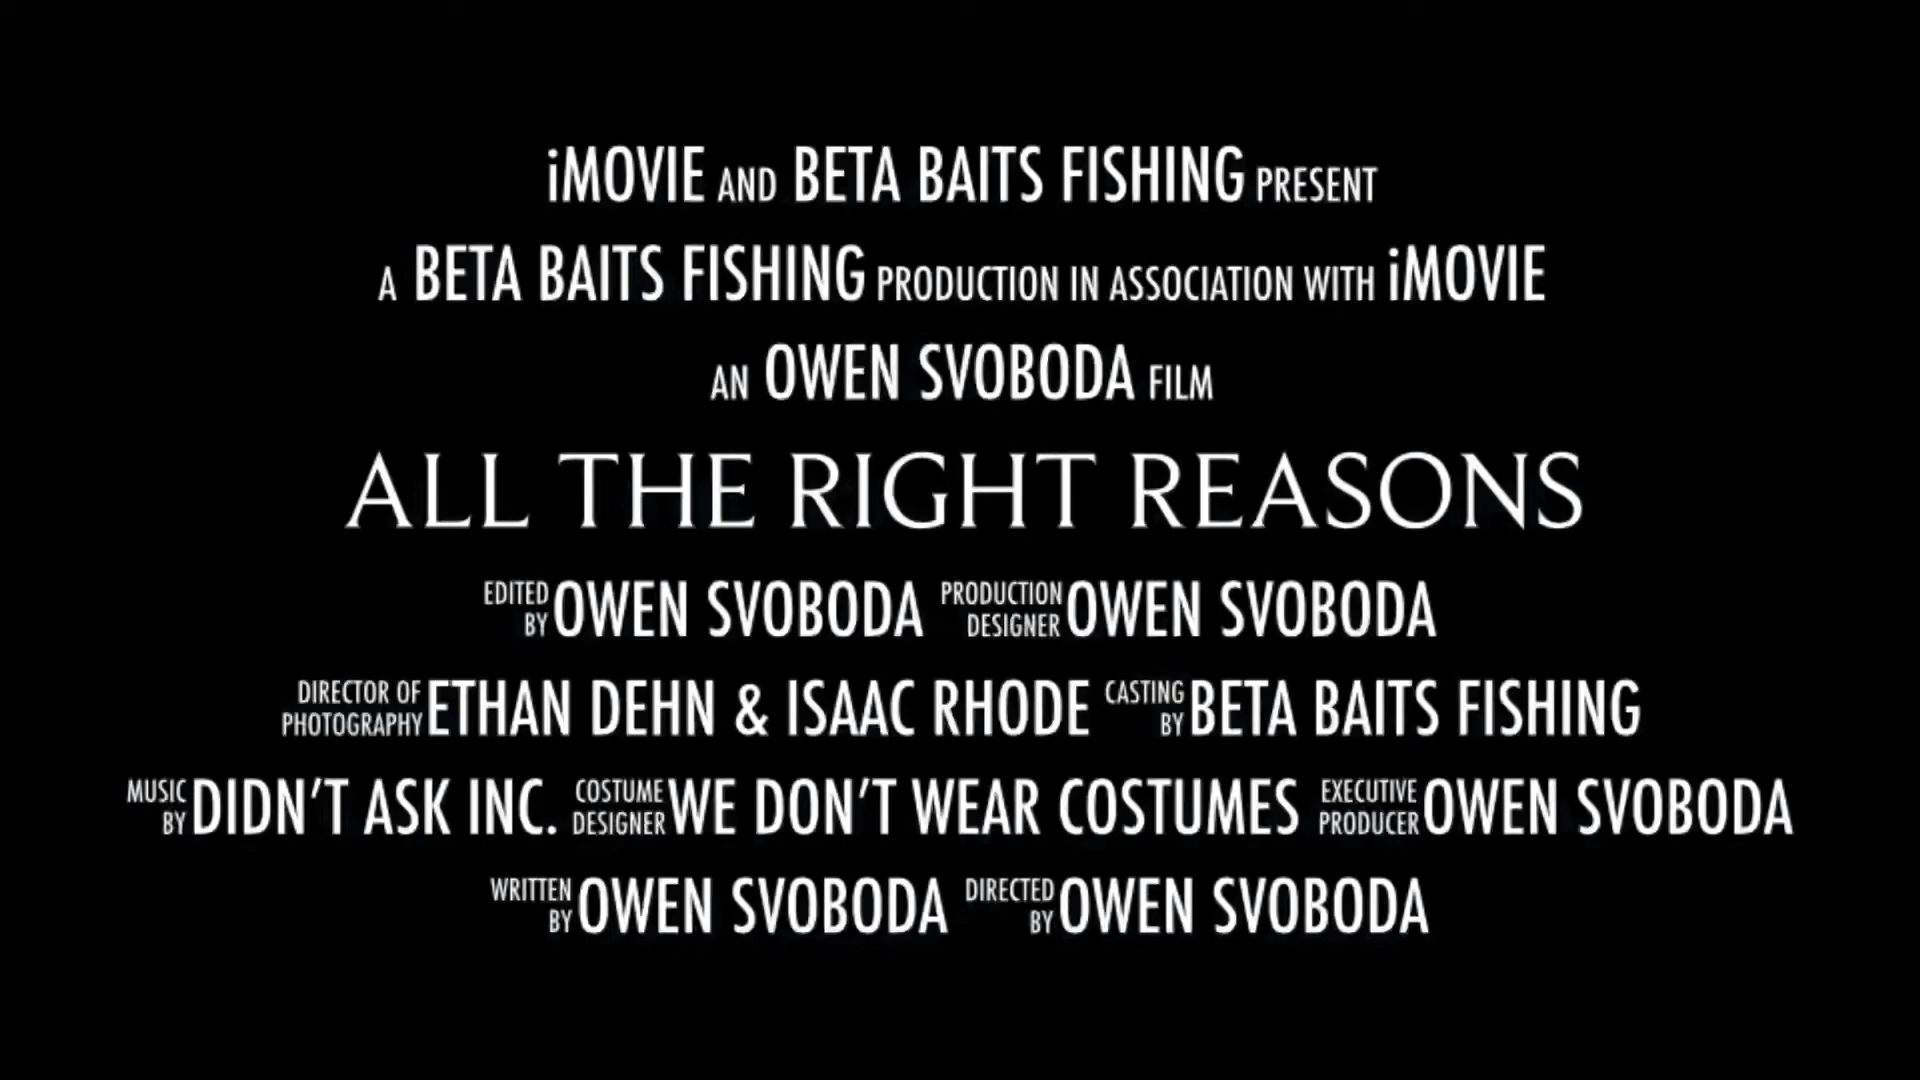 iMOVIE AND BETA BAITS FISHING PRESENT
A BETA BAITS FISHING PRODUCTION IN ASSOCIATION WITH iMOVIE
AN OWEN SVOBODA FILM
ALL THE RIGHT REASONS
EDITED BY OWEN SVOBODA PRODUCTION DESIGNER OWEN SVOBODA
DIRECTOR OF PHOTOGRAPHY ETHAN DEHN & ISAAC RHODE CASTING BY BETA BAITS FISHING
MUSIC BY DIDN'T ASK INC. COSTUME DESIGNER WE DON'T WEAR COSTUMES EXECUTIVE PRODUCER OWEN SVOBODA
WRITTEN BY OWEN SVOBODA DIRECTED BY OWEN SVOBODA